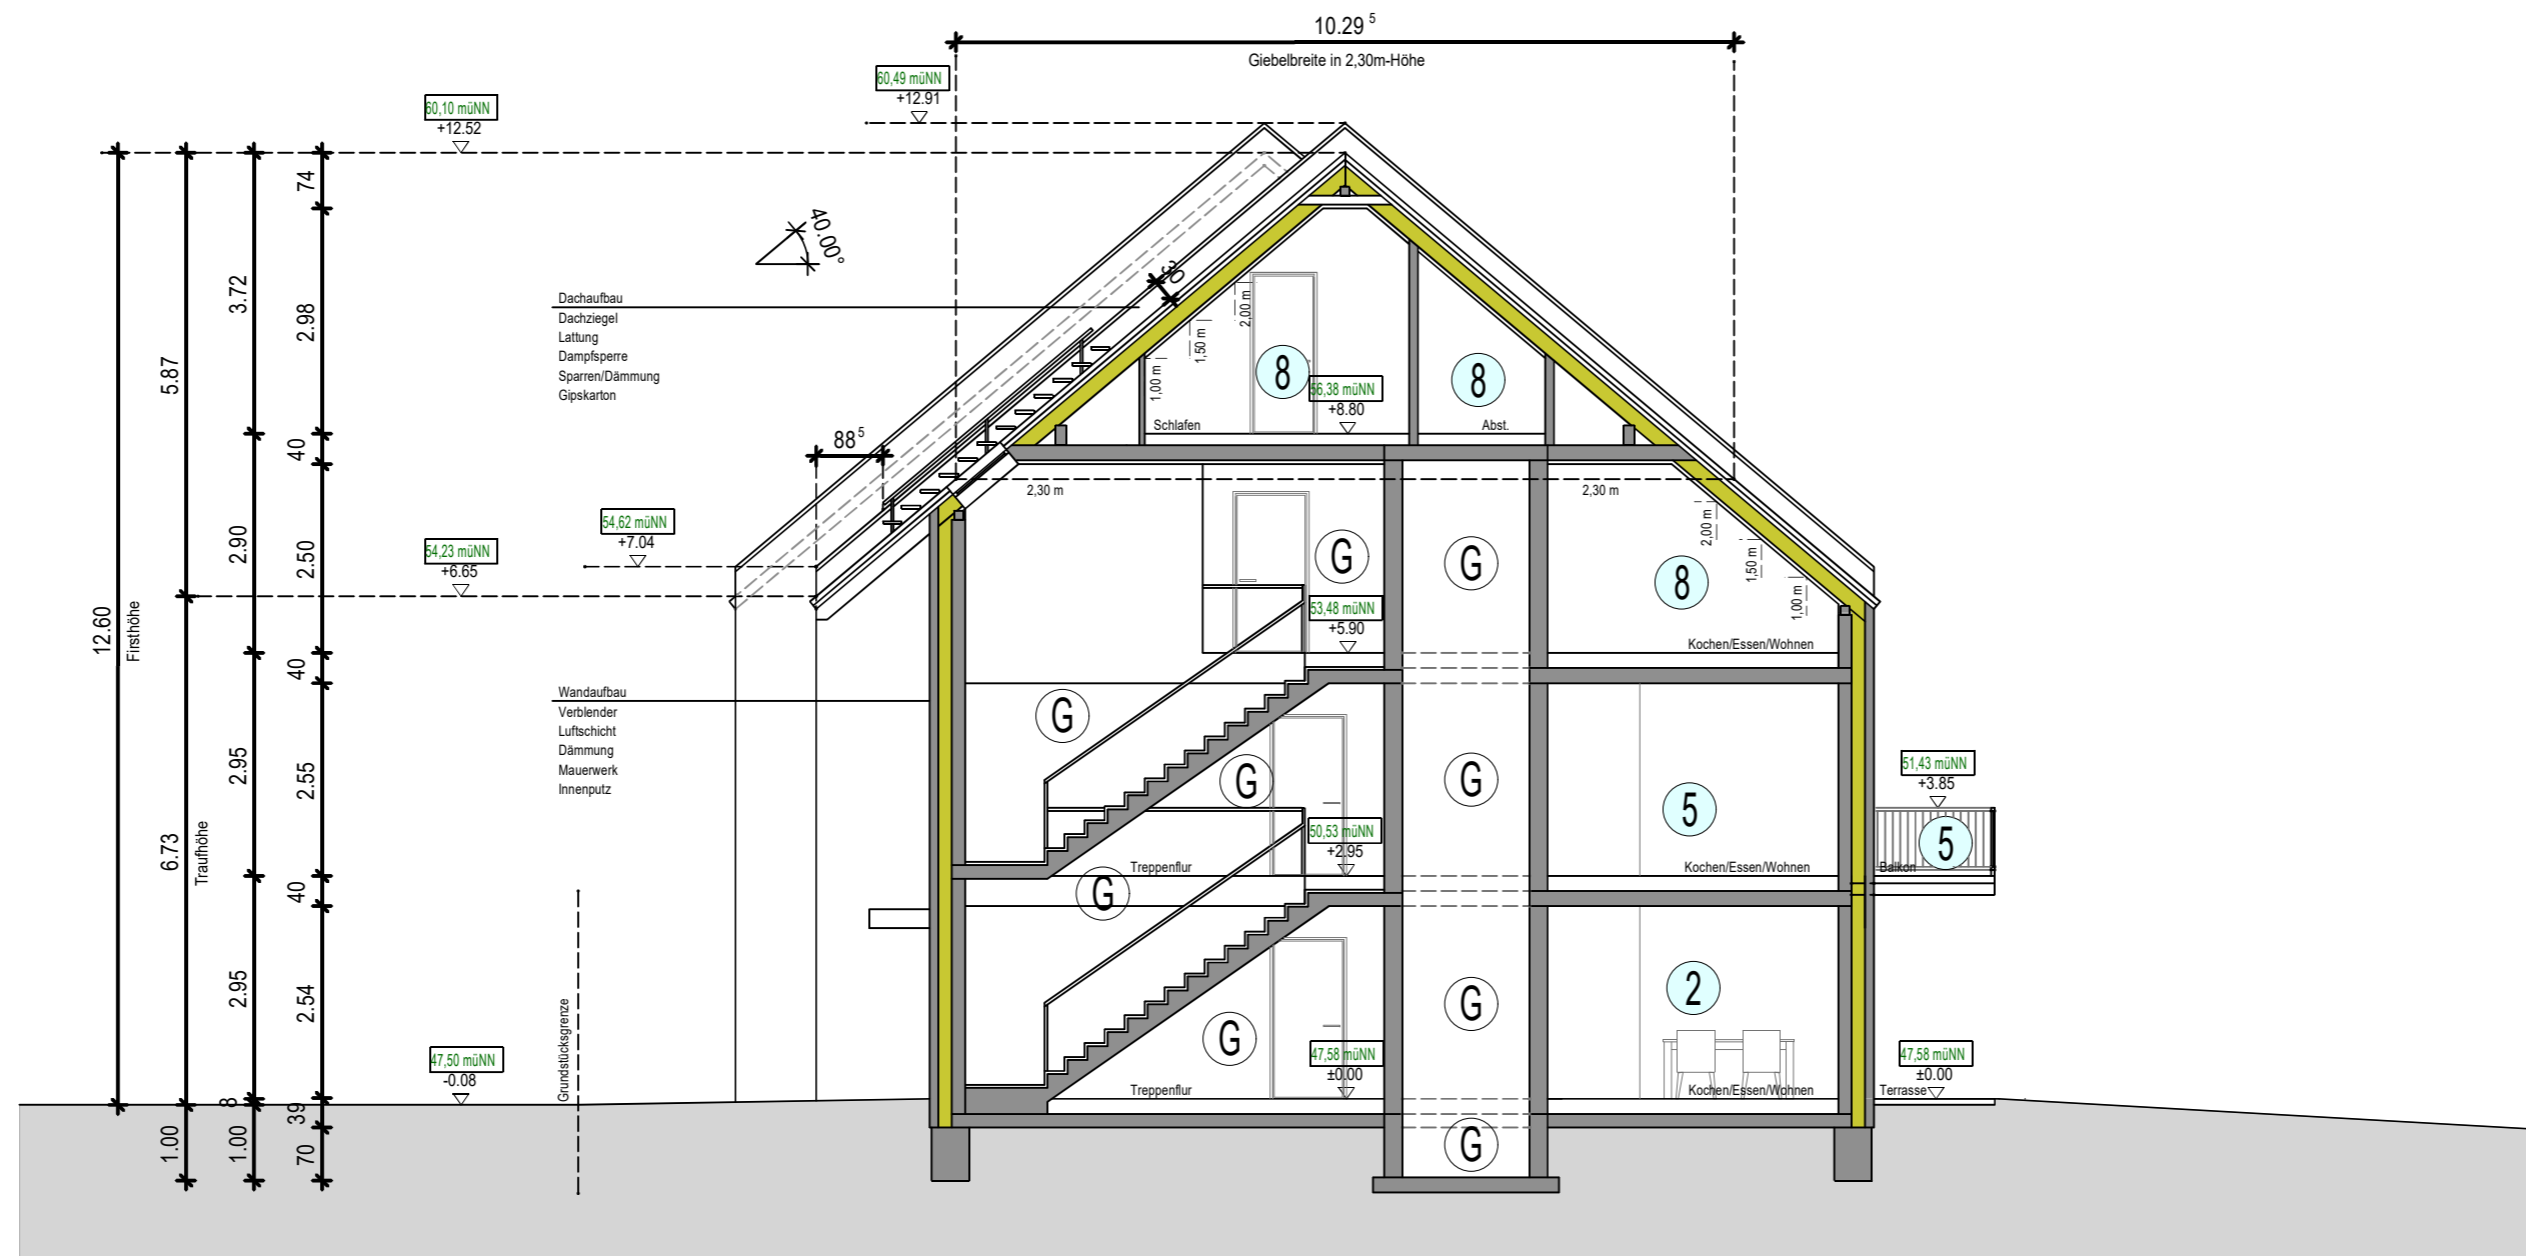 10.29 5
Giebelbreite in 2,30m-Höhe
60,49 müNN
+12.91
60,10 müNN
+12.52
74
3.72
2.98
5.87
40.00°
30
Dachaufbau
Dachziegel
Lattung
Dampfsperre
Sparren/Dämmung
Gipskarton
2,00 m
1,50 m
1,00 m
8
8
56,38 müNN
+8.80
Schlafen
Abst.
88 5
40
2,30 m
2,30 m
54,62 müNN
+7.04
54,23 müNN
+6.65
2.90
2.50
2,00 m
1,50 m
1,00 m
G
G
8
53,48 müNN
+5.90
Kochen/Essen/Wohnen
12.60
Firsthöhe
40
Wandaufbau
Verblender
Luftschicht
Dämmung
Mauerwerk
Innenputz
G
G
G
5
2.95
2.55
51,43 müNN
+3.85
5
6.73
Traufhöhe
50,53 müNN
+2.95
Treppenflur
Kochen/Essen/Wohnen
Balkon
40
G
2.95
2.54
Grundstücksgrenze
G
G
2
47,50 müNN
-0.08
47,58 müNN
±0.00
47,58 müNN
±0.00
Treppenflur
Kochen/Essen/Wohnen
Terrasse
8
39
1.00
1.00
70
G